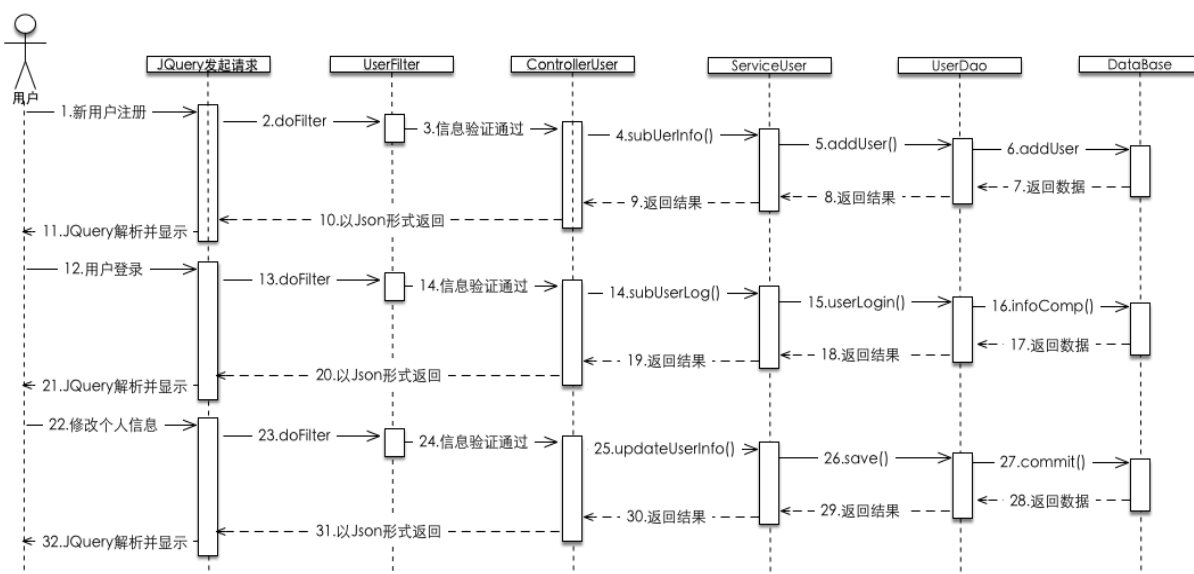 JQuery发起请求
UserFilter
ControllerUser
ServiceUser
UserDao
DataBase
用户
1.新用户注册
2.doFilter
3.信息验证通过
4.subUerInfo()
5.addUser()
6.addUser
7.返回数据
8.返回结果
9.返回结果
10.以Json形式返回
11.JQuery解析并显示
12.用户登录
13.doFilter
14.信息验证通过
14.subUserLog()
15.userLogin()
16.infoComp()
17.返回数据
18.返回结果
19.返回结果
20.以Json形式返回
21.JQuery解析并显示
22.修改个人信息
23.doFilter
24.信息验证通过
25.updateUserInfo()
26.save()
27.commit()
28.返回数据
29.返回结果
30.返回结果
31.以Json形式返回
32.JQuery解析并显示